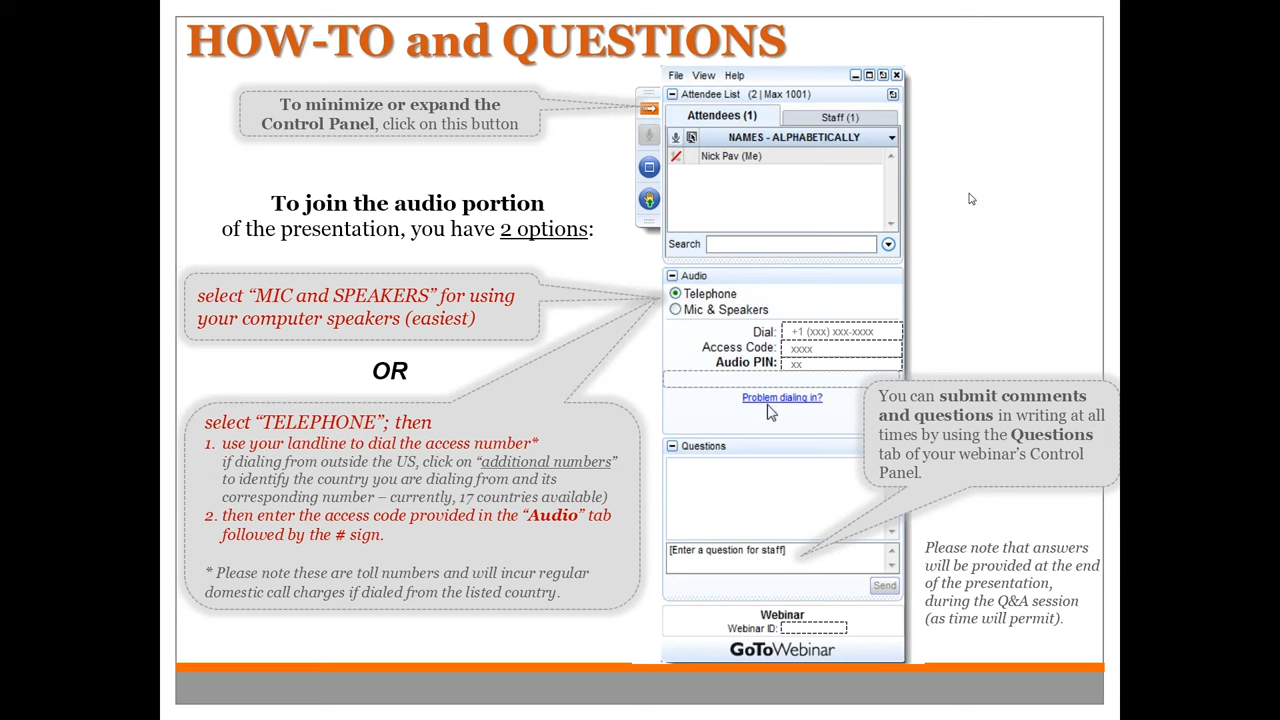 HOW-TO and QUESTIONS
To minimize or expand the
Control Panel, click on this button
To join the audio portion
of the presentation, you have 2 options:
select “MIC and SPEAKERS” for using
your computer speakers (easiest)
OR
select “TELEPHONE”; then
1. use your landline to dial the access number*
if dialing from outside the US, click on “additional numbers”
to identify the country you are dialing from and its
corresponding number – currently, 17 countries available)
2. then enter the access code provided in the “Audio” tab
followed by the # sign.
* Please note these are toll numbers and will incur regular
domestic call charges if dialed from the listed country.
File View Help
Attendee List (2 | Max 1001)
Attendees (1) Staff (1)
NAMES - ALPHABETICALLY
Nick Pav (Me)
Search
Audio
Telephone
Mic & Speakers
Dial: +1 (xxx) xxx-xxxx
Access Code: xxxx
Audio PIN: xx
Problem dialing in?
Questions
[Enter a question for staff]
Send
Webinar
Webinar ID:
GoToWebinar
You can submit comments
and questions in writing at all
times by using the Questions
tab of your webinar’s Control
Panel.
Please note that answers
will be provided at the end
of the presentation,
during the Q&A session
(as time will permit).